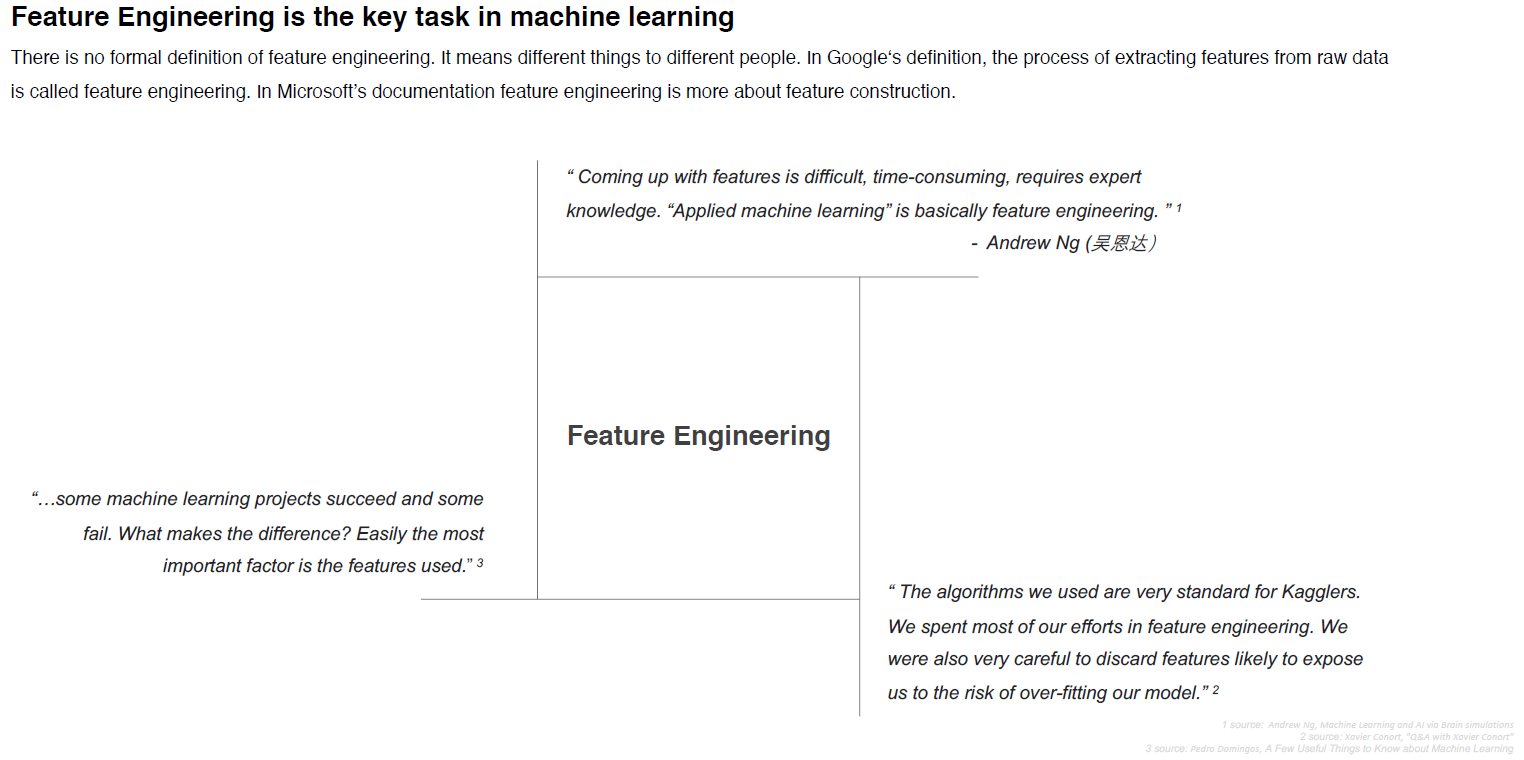 Feature Engineering is the key task in machine learning
There is no formal definition of feature engineering. It means different things to different people. In Google‘s definition, the process of extracting features from raw data
is called feature engineering. In Microsoft’s documentation feature engineering is more about feature construction.
“ Coming up with features is difficult, time-consuming, requires expert
knowledge. “Applied machine learning” is basically feature engineering. ” 1
- Andrew Ng (吴恩达）
Feature Engineering
“…some machine learning projects succeed and some
fail. What makes the difference? Easily the most
important factor is the features used.” 3
“ The algorithms we used are very standard for Kagglers.
We spent most of our efforts in feature engineering. We
were also very careful to discard features likely to expose
us to the risk of over-fitting our model.” 2
1 source: Andrew Ng, Machine Learning and AI via Brain simulations
2 source: Xavier Conort, "Q&A with Xavier Conort"
3 source: Pedro Domingos, A Few Useful Things to Know about Machine Learning